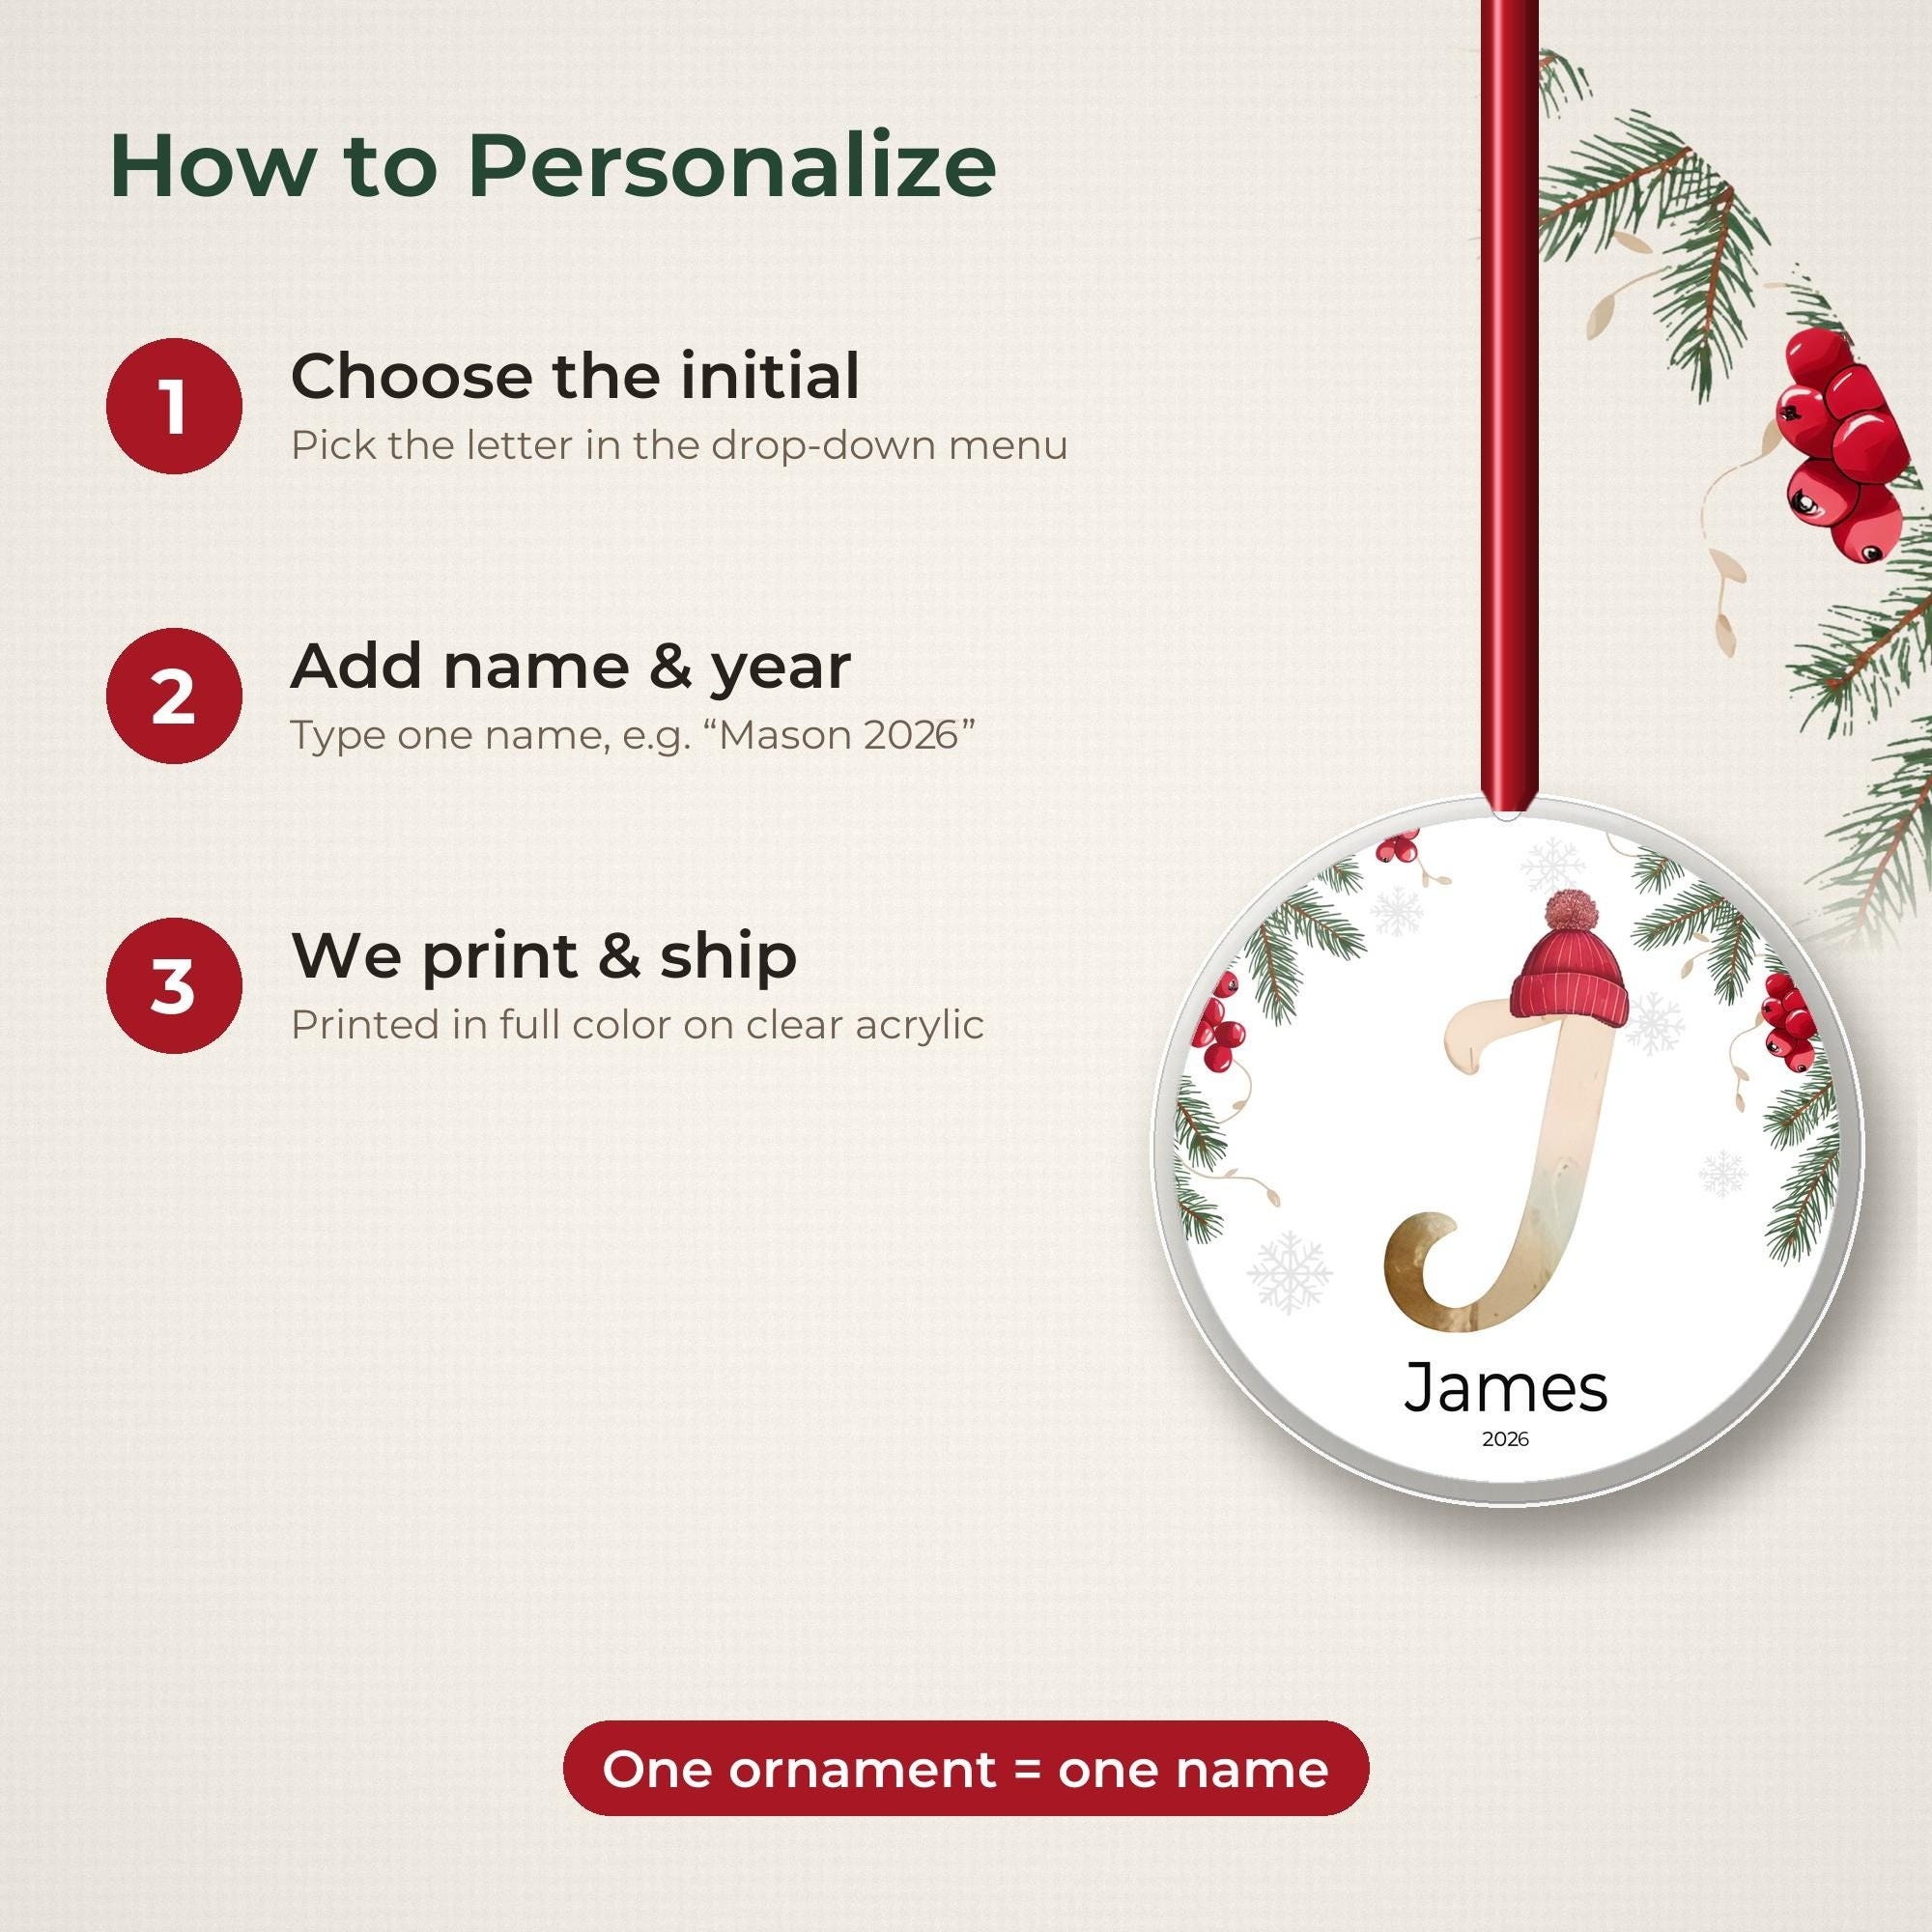 How to Personalize
1
Choose the initial
Pick the letter in the drop-down menu
2
Add name & year
Type one name, e.g. “Mason 2026”
3
We print & ship
Printed in full color on clear acrylic
J
James
2026
One ornament = one name